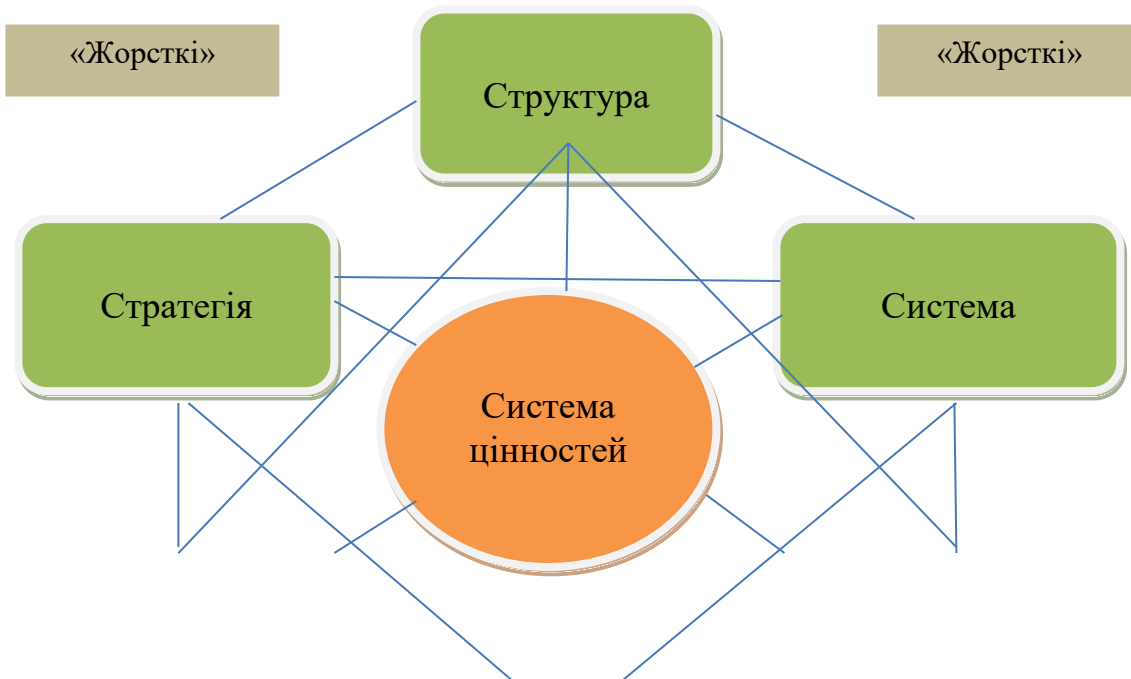 «Жорсткі»
«Жорсткі»
Структура
Стратегія
Система
Система
цінностей